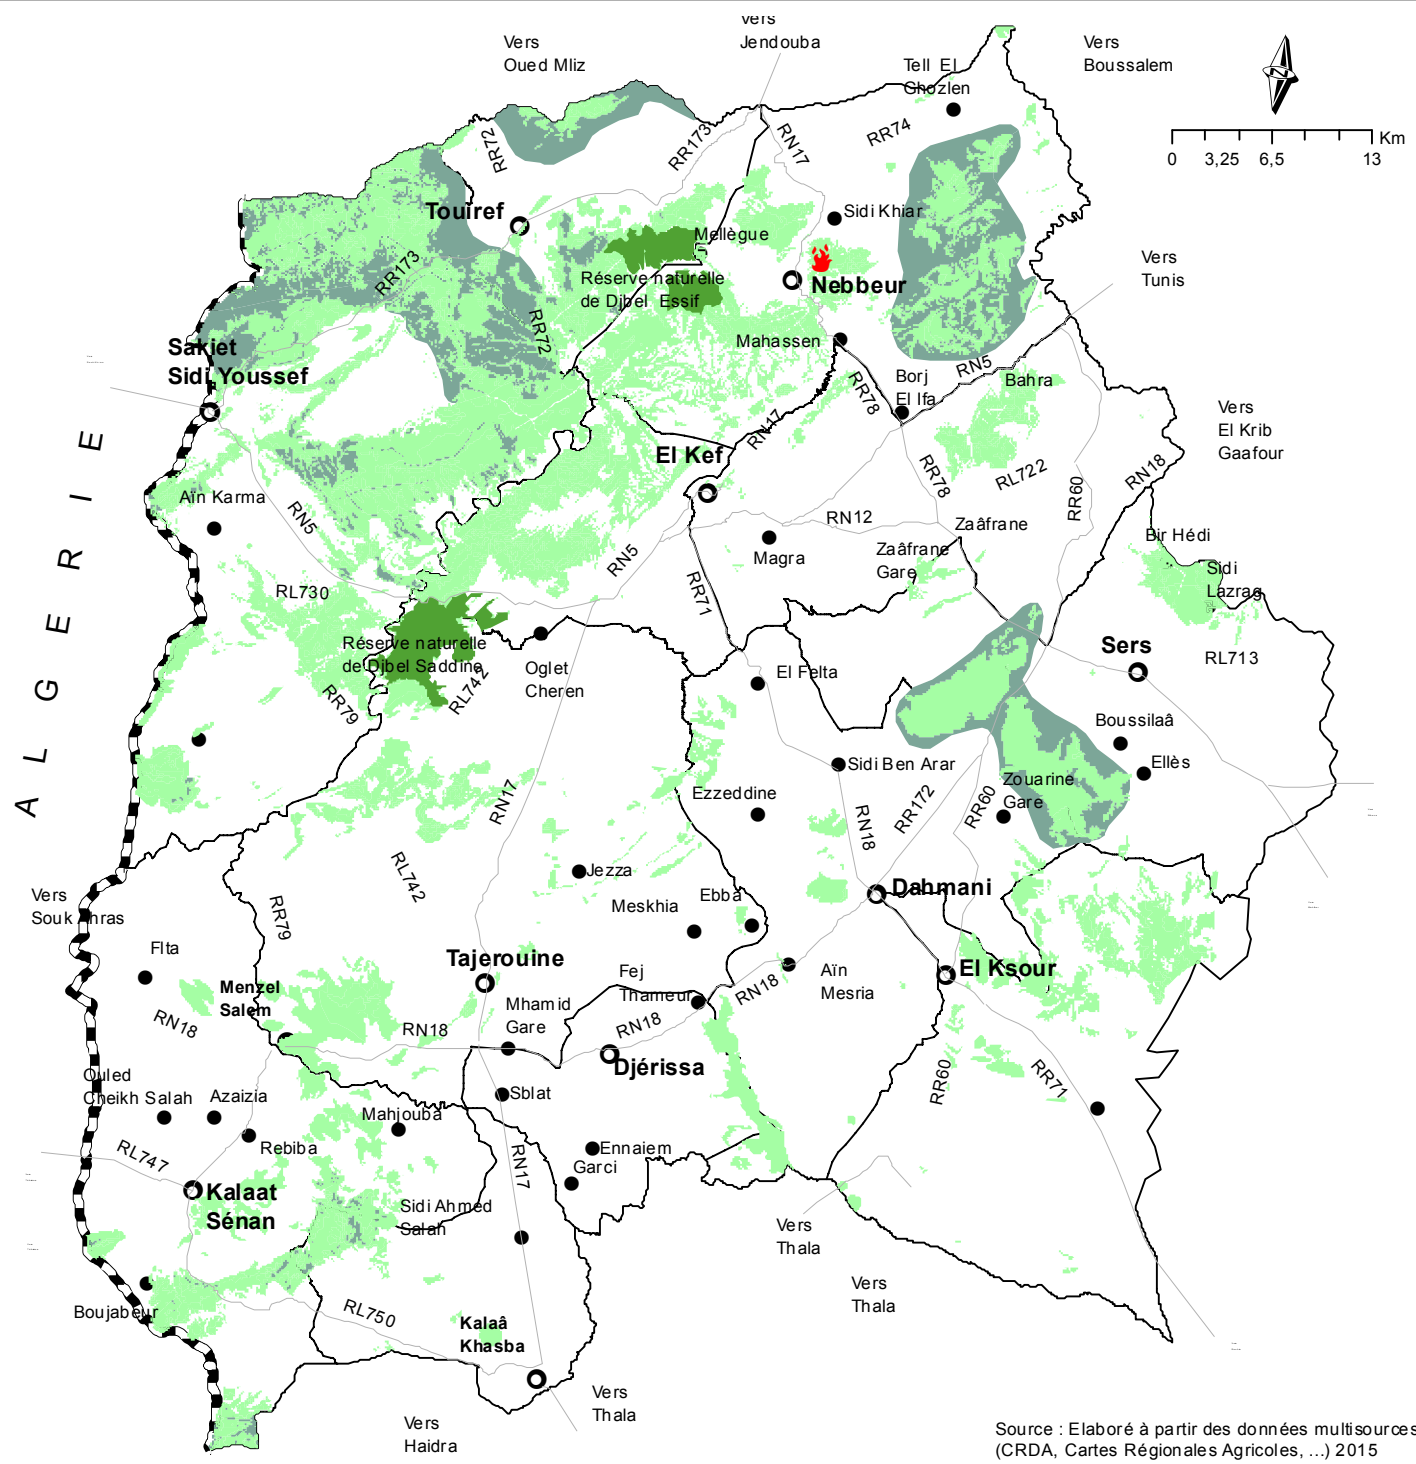 Vers
Jendouba
Vers
Oued Mliz
Vers
Boussalem
Tell El
Ghozlen
RR72
RR173
RN17
RR74
Km
0 3,25 6,5 13
Touiref
Sidi Khiar
Mellègue
RR173
Réserve naturelle
de Djbel Essif
Nebbeur
Vers
Tunis
RR72
Sakiet
Sidi Youssef
Mahassen
RR78
Borj
El Ifa
RN5
Bahra
Vers
El Krib
Gaafour
RN17
El Kef
ALGERIE
Aïn Karma
RN5
RR78
RL722
RR60
RN18
RN12
Zaâfrane
Magra
Zaâfrane
Gare
Bir Hédi
Sidi
Lazrag
RN5
RR71
RL730
Réserve naturelle
de Djbel Saddine
RL742
RR79
Oglet
Cheren
El Felta
Sers
RL713
Boussilaâ
Ellès
Sidi Ben Arar
Zouarine
Gare
Ezzeddine
RN17
RN18
RR172
RR60
RL742
Jezza
Meskhia
Ebba
Dahmani
Vers
Souk Ahras
RR79
Flta
Menzel
Salem
Tajerouine
Fej
Thameur
Aïn
Mesria
El Ksour
RN18
RN18
Mhamid
Gare
RN18
RN18
Djérissa
RR60
RR71
Ouled
Cheikh Salah
Azaizia
Sblat
Mahjouba
Rebiba
RL747
Ennaiem
Garci
RN17
Kalaat
Sénan
Sidi Ahmed
Salah
Vers
Thala
Vers
Thala
Boujabeur
RL750
Kalaâ
Khasba
Vers
Thala
Vers
Haidra
Source : Elaboré à partir des données multisources
(CRDA, Cartes Régionales Agricoles, ...) 2015